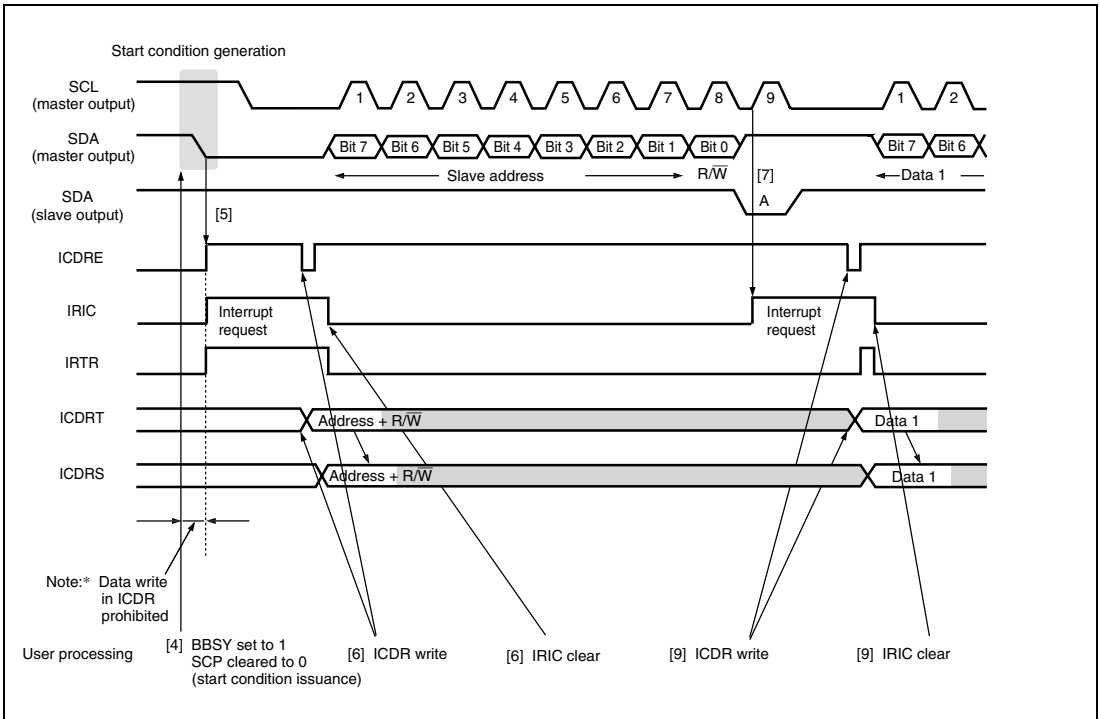 Start condition generation
SCL
(master output)
1 2 3 4 5 6 7 8 9 1 2
SDA
(master output)
Bit 7 Bit 6 Bit 5 Bit 4 Bit 3 Bit 2 Bit 1 Bit 0 Bit 7 Bit 6
Slave address R/W̅ [7] Data 1
SDA
(slave output)
A
[5]
ICDRE
IRIC
Interrupt
request
Interrupt
request
IRTR
ICDRT
Address + R/W̅ Data 1
ICDRS
Address + R/W̅ Data 1
Note:* Data write
in ICDR
prohibited
User processing
[4] BBSY set to 1
SCP cleared to 0
(start condition issuance)
[6] ICDR write
[6] IRIC clear
[9] ICDR write
[9] IRIC clear